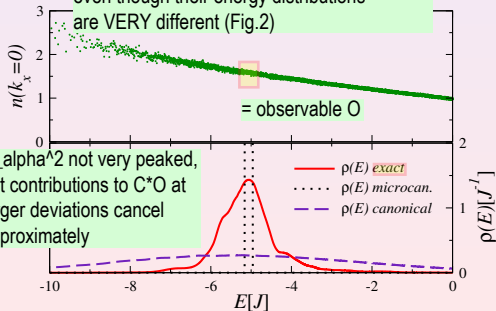 even though their energy distributions
are VERY different (Fig.2)
3
2
1
0
n(kx=0)
= observable O
_alpha^2 not very peaked,
t contributions to C*O at
ger deviations cancel
proximately
ρ(E) exact
ρ(E) microcan.
ρ(E) canonical
2
1
0
ρ(E)[J⁻¹]
-10
-8
-6
-4
-2
0
E[J]